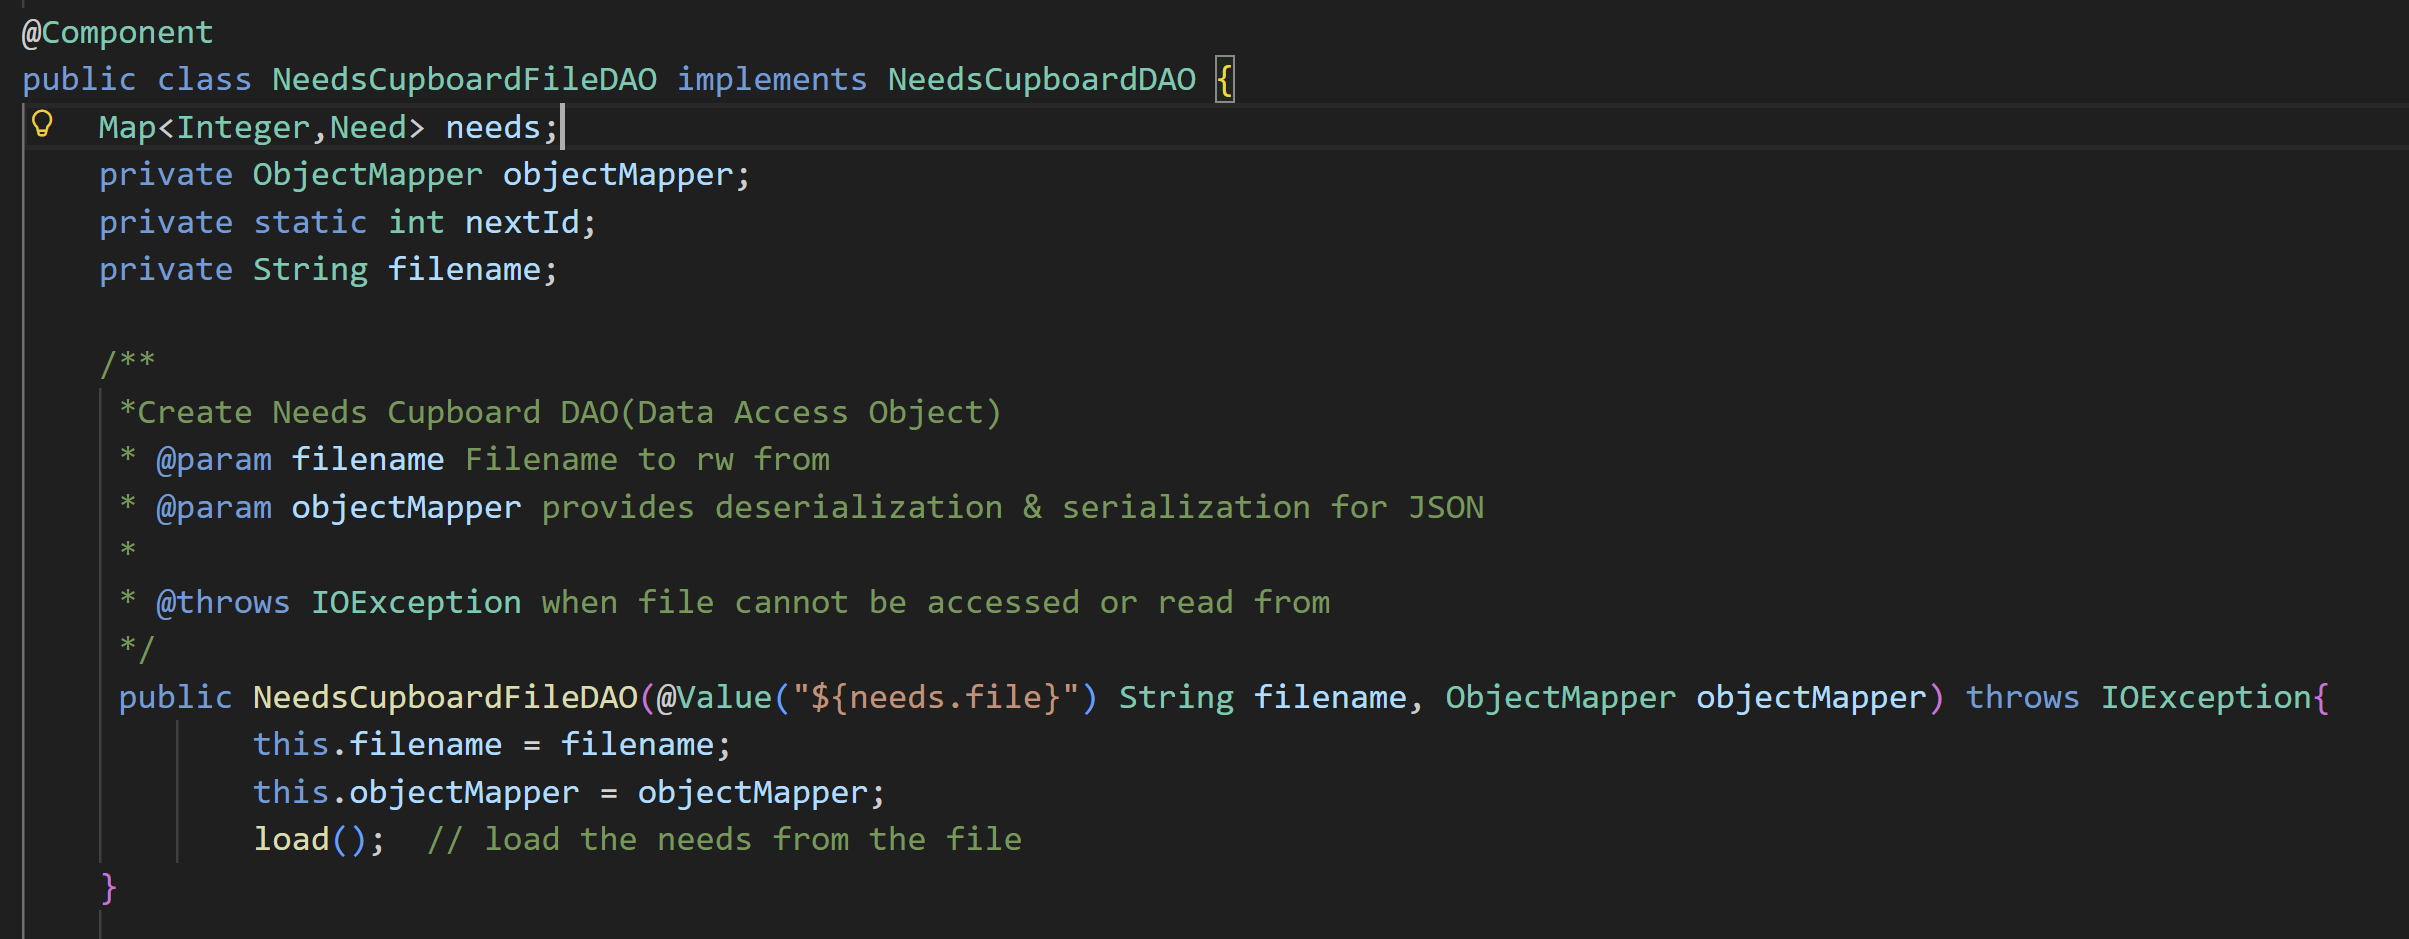 @Component
public class NeedsCupboardFileDAO implements NeedsCupboardDAO {
Map<Integer,Need> needs;
private ObjectMapper objectMapper;
private static int nextId;
private String filename;
/**
*Create Needs Cupboard DAO(Data Access Object)
* @param filename Filename to rw from
* @param objectMapper provides deserialization & serialization for JSON
*
* @throws IOException when file cannot be accessed or read from
*/
public NeedsCupboardFileDAO(@Value("${needs.file}") String filename, ObjectMapper objectMapper) throws IOException{
this.filename = filename;
this.objectMapper = objectMapper;
load();  // load the needs from the file
}